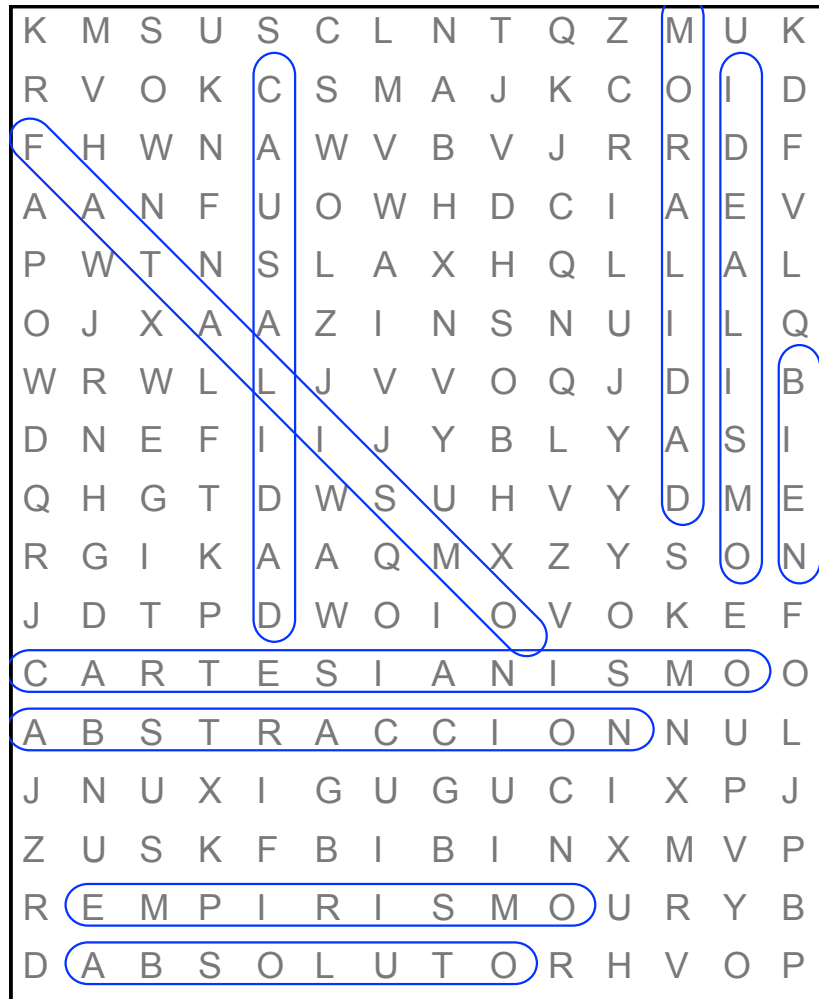 K M S U S C L N T Q Z M U K
R V O K C S M A J K C O I D
F H W N A W V B V J R R D F
A A N F U O W H D C I A E V
P W T N S L A X H Q L L A L
O J X A A Z I N S N U I L Q
W R W L L J V V O Q J D I B
D N E F I I J Y B L Y A S I
Q H G T D W S U H V Y D M E
R G I K A A Q M X Z Y S O N
J D T P D W O I O V O K E F
C A R T E S I A N I S M O O
A B S T R A C C I O N N U L
J N U X I G U G U C I X P J
Z U S K F B I B I N X M V P
R E M P I R I S M O U R Y B
D A B S O L U T O R H V O P